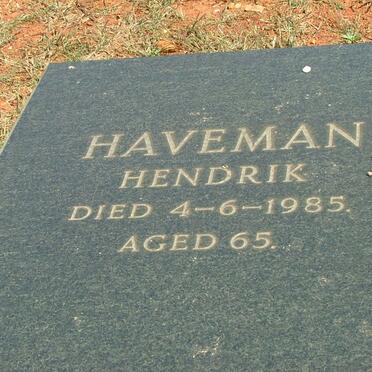 HAVEMAN
HENDRIK
DIED 4-6-1985.
AGED 65.